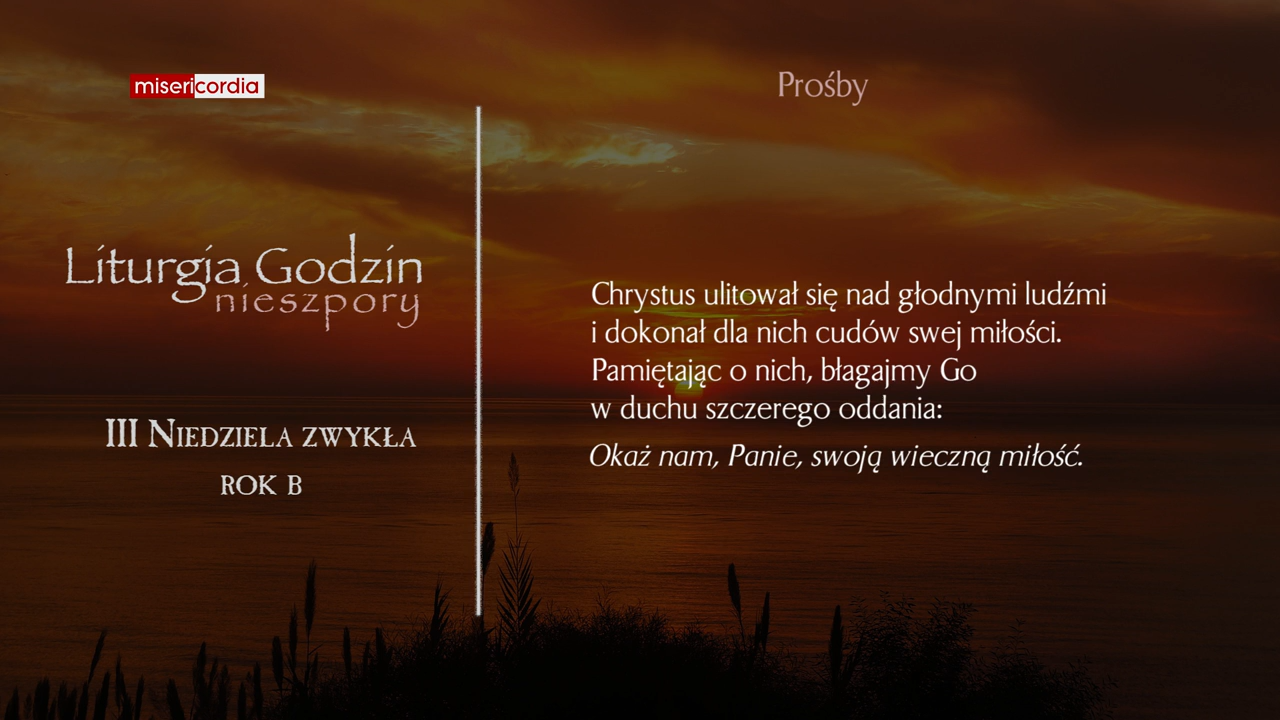 misericordia
Liturgia Godzin
nieszpory
III Niedziela zwykła
rok B
Prośby
Chrystus ulitował się nad głodnymi ludźmi
i dokonał dla nich cudów swej miłości.
Pamiętając o nich, błagajmy Go
w duchu szczerego oddania:
Okaż nam, Panie, swoją wieczną miłość.